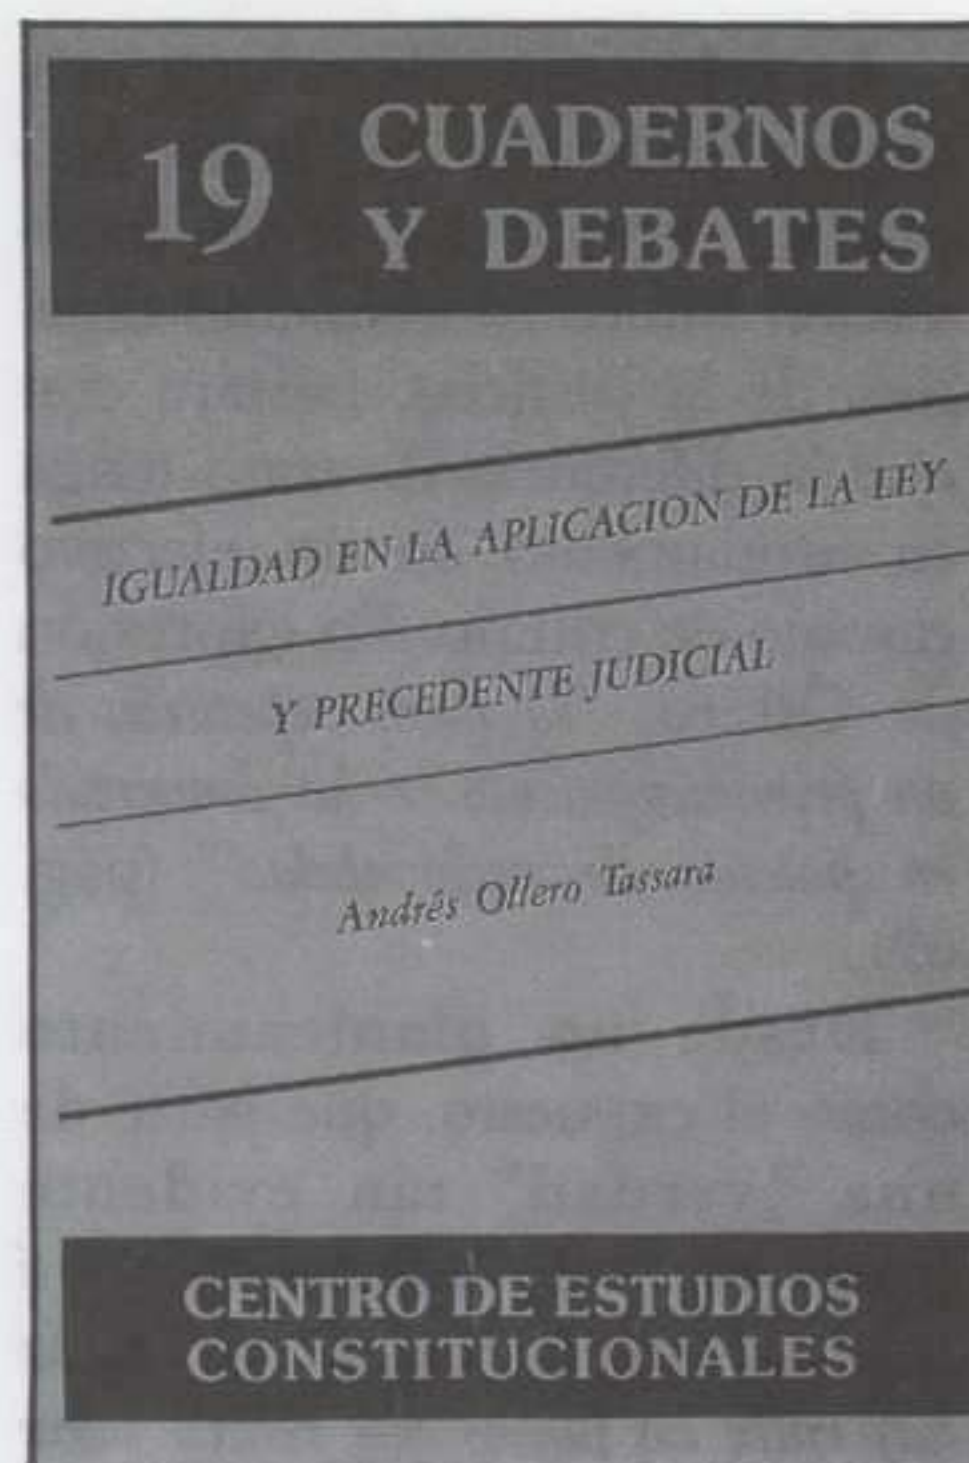 19
CUADERNOS
Y DEBATES
IGUALDAD EN LA APLICACION DE LA LEY
Y PRECEDENTE JUDICIAL
Andrés Ollero Tassara
CENTRO DE ESTUDIOS
CONSTITUCIONALES